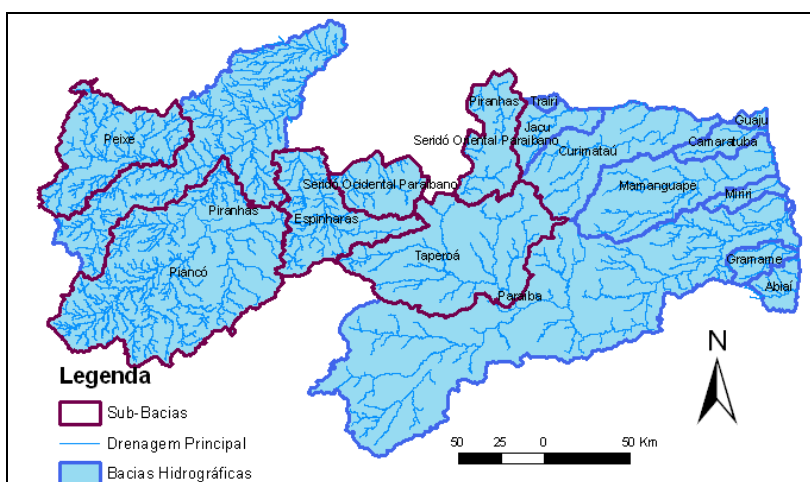 Piranhas
Trairi
Guaju
Peixe
Jacu
Seridó Oriental Paraibano
Camaratuba
Curimataú
Seridó Ocidental Paraibano
Mamanguape
Miriri
Piranhas
Espinharas
Taperoá
Gramame
Piancó
Abiaí
Paraíba
N
Legenda
Sub-Bacias
Drenagem Principal
Bacias Hidrográficas
50 25 0 50 Km